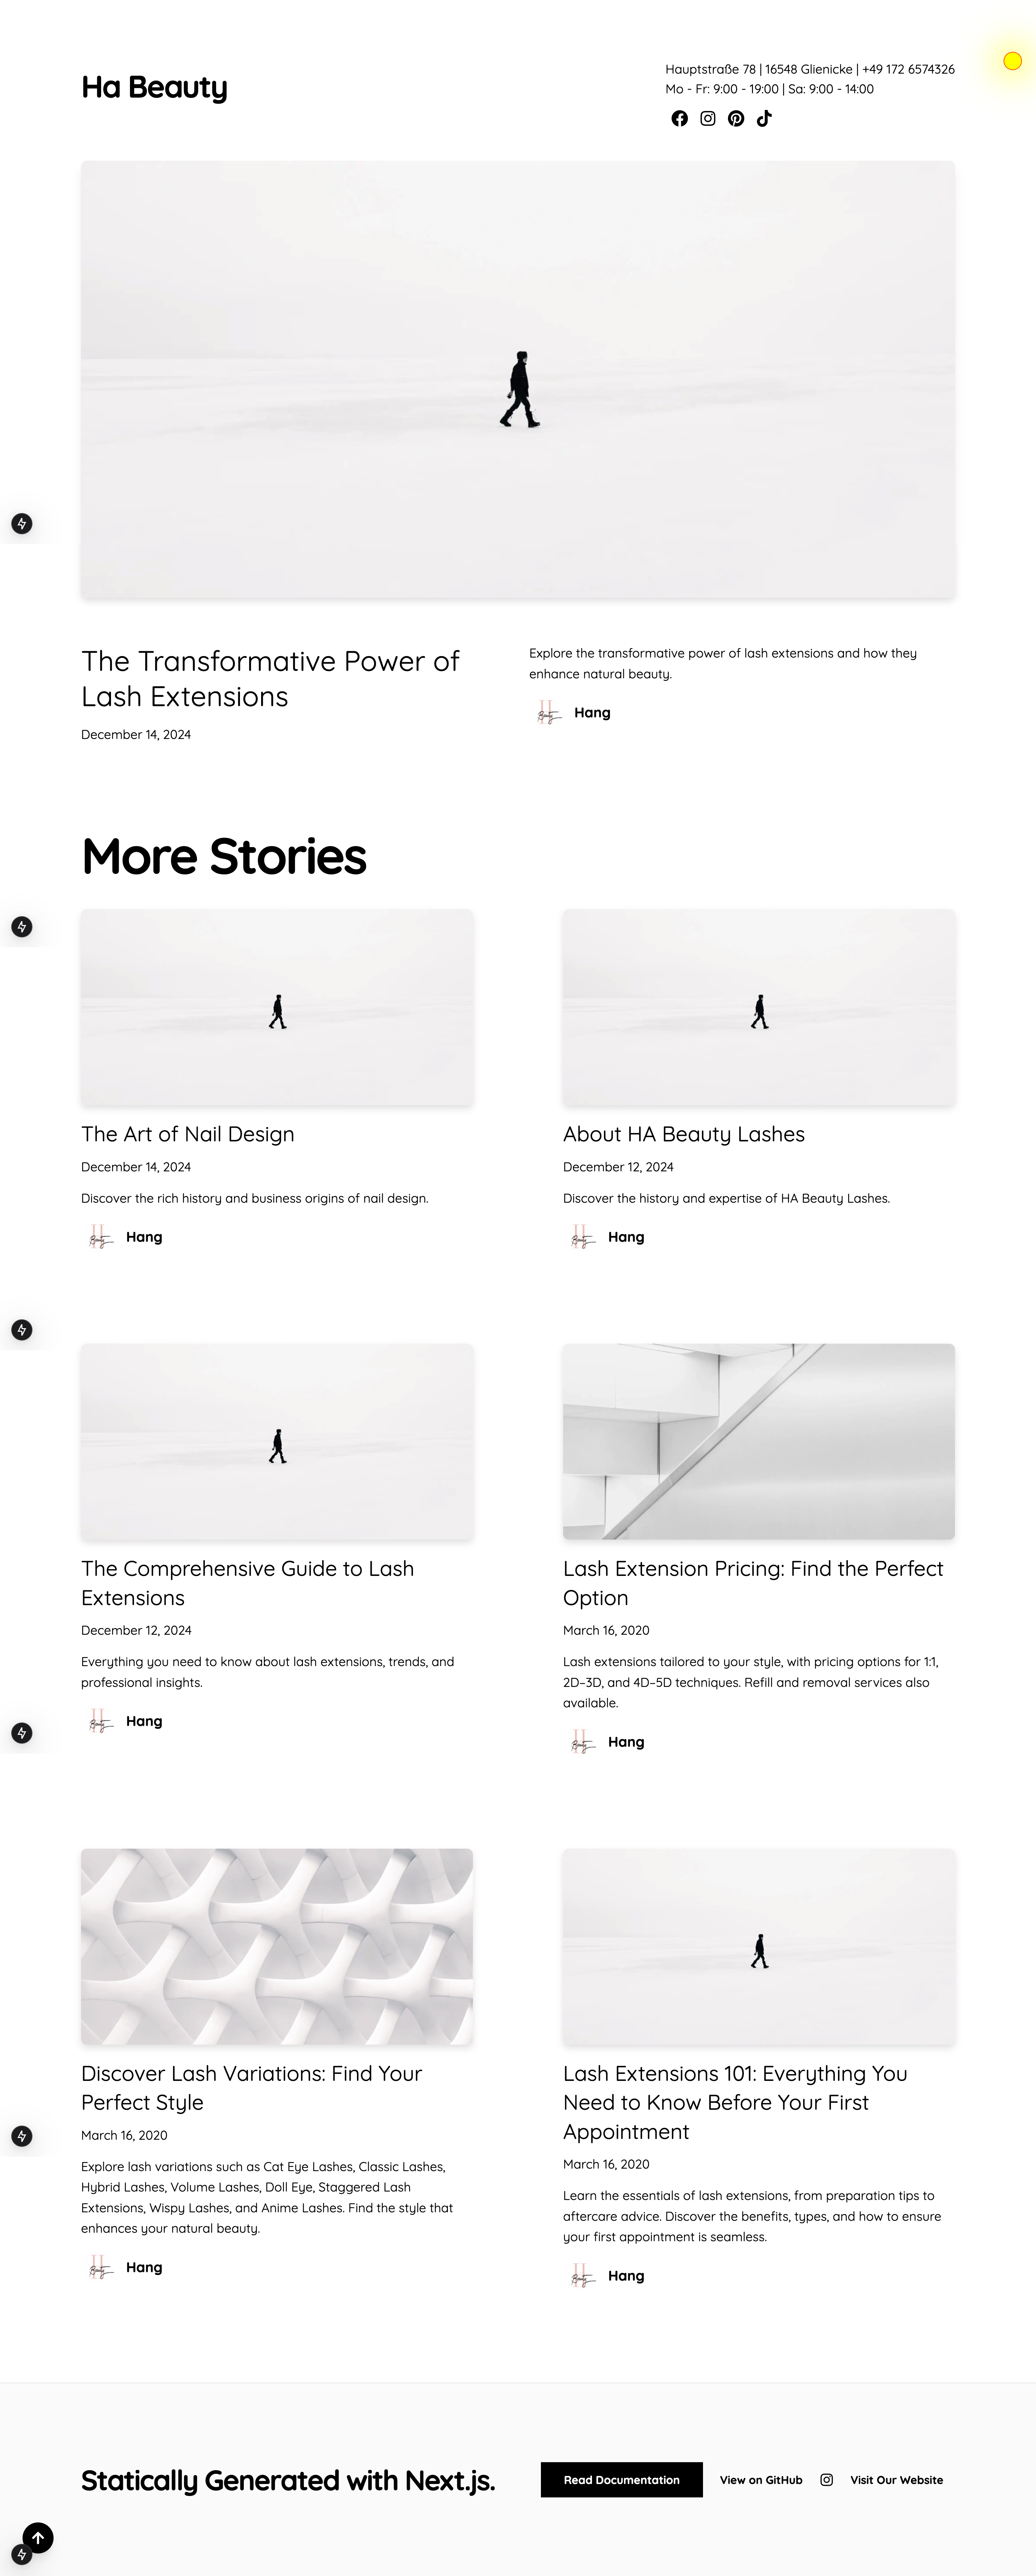 Ha Beauty
Hauptstraße 78 | 16548 Glienicke | +49 172 6574326
Mo - Fr: 9:00 - 19:00 | Sa: 9:00 - 14:00
The Transformative Power of
Lash Extensions
December 14, 2024
Explore the transformative power of lash extensions and how they
enhance natural beauty.
Beauty
Hang
More Stories
The Art of Nail Design
December 14, 2024
Discover the rich history and business origins of nail design.
Beauty
Hang
About HA Beauty Lashes
December 12, 2024
Discover the history and expertise of HA Beauty Lashes.
Beauty
Hang
The Comprehensive Guide to Lash
Extensions
December 12, 2024
Everything you need to know about lash extensions, trends, and
professional insights.
Beauty
Hang
Lash Extension Pricing: Find the Perfect
Option
March 16, 2020
Lash extensions tailored to your style, with pricing options for 1:1,
2D–3D, and 4D–5D techniques. Refill and removal services also
available.
Beauty
Hang
Discover Lash Variations: Find Your
Perfect Style
March 16, 2020
Explore lash variations such as Cat Eye Lashes, Classic Lashes,
Hybrid Lashes, Volume Lashes, Doll Eye, Staggered Lash
Extensions, Wispy Lashes, and Anime Lashes. Find the style that
enhances your natural beauty.
Beauty
Hang
Lash Extensions 101: Everything You
Need to Know Before Your First
Appointment
March 16, 2020
Learn the essentials of lash extensions, from preparation tips to
aftercare advice. Discover the benefits, types, and how to ensure
your first appointment is seamless.
Beauty
Hang
Statically Generated with Next.js.
Read Documentation
View on GitHub
Visit Our Website